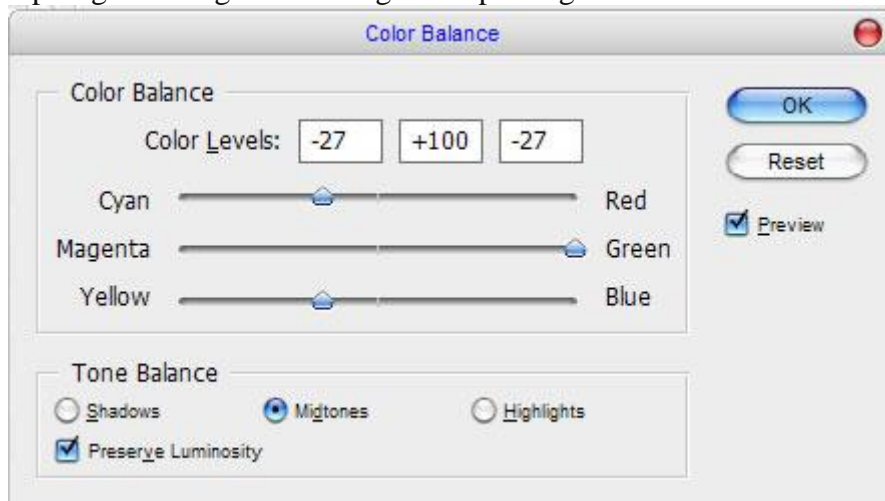 Color Balance
Color Balance
Color Levels: -27 +100 -27
Cyan Red
Magenta Green
Yellow Blue
OK
Reset
Preview
Tone Balance
Shadows Midtones Highlights
Preserve Luminosity